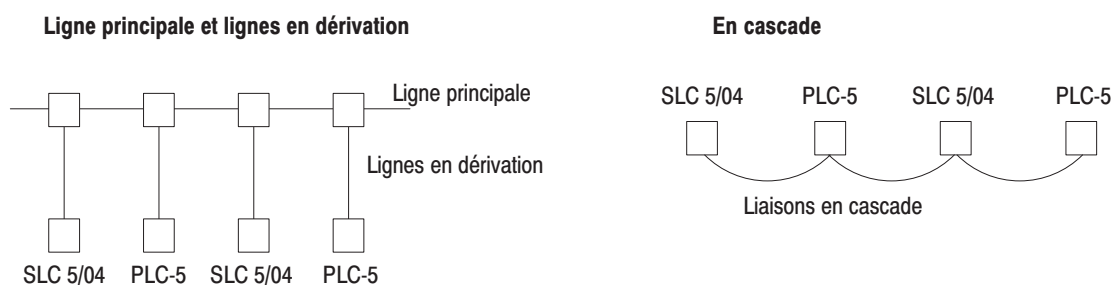 Ligne principale et lignes en dérivation
Ligne principale
Lignes en dérivation
SLC 5/04 PLC-5 SLC 5/04 PLC-5
En cascade
SLC 5/04 PLC-5 SLC 5/04 PLC-5
Liaisons en cascade